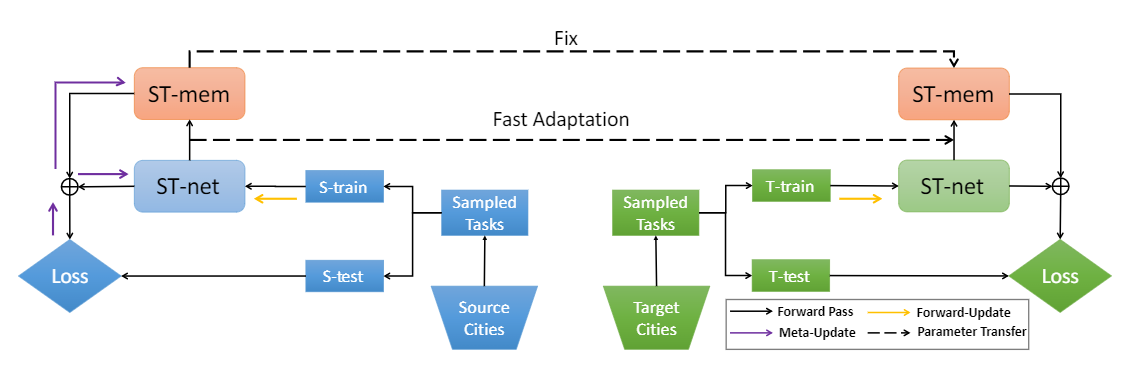 Fix
ST-mem
ST-mem
Fast Adaptation
ST-net
S-train
T-train
ST-net
Sampled
Tasks
Sampled
Tasks
Loss
S-test
T-test
Loss
Source
Cities
Target
Cities
Forward Pass
Forward-Update
Meta-Update
Parameter Transfer